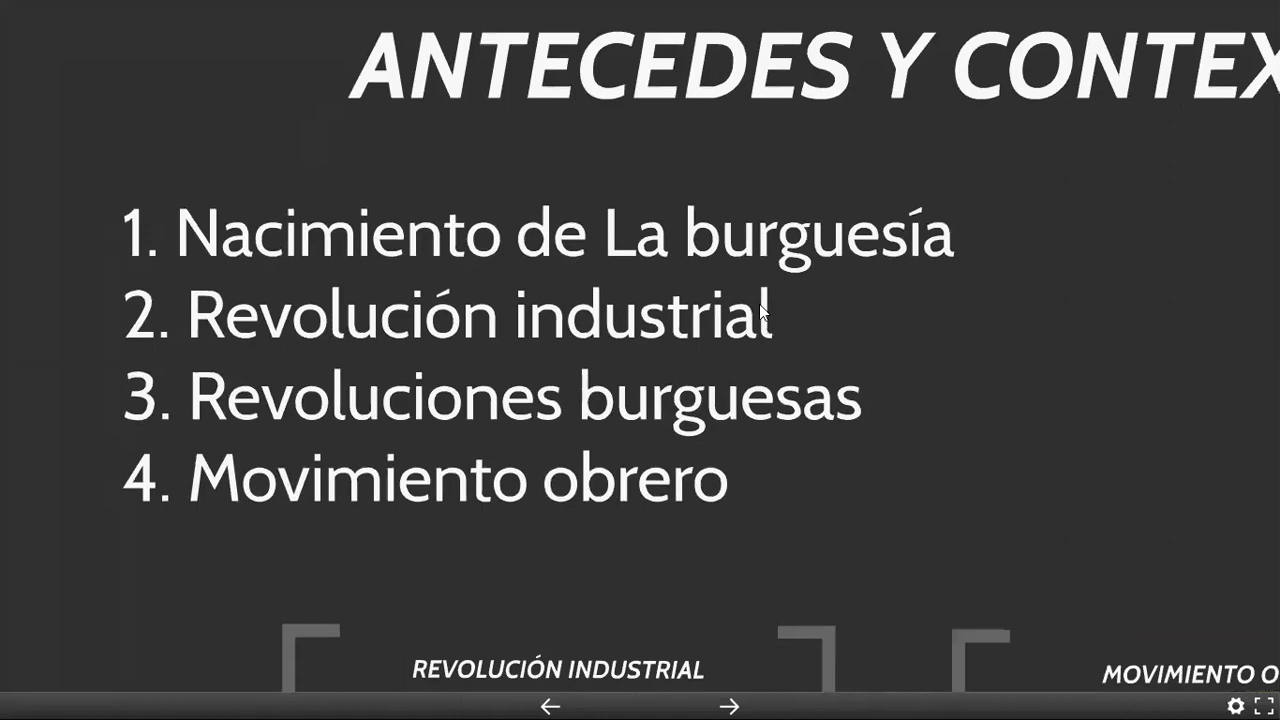 ANTECEDES Y CONTEX
1. Nacimiento de La burguesía
2. Revolución industrial
3. Revoluciones burguesas
4. Movimiento obrero
REVOLUCIÓN INDUSTRIAL
MOVIMIENTO O